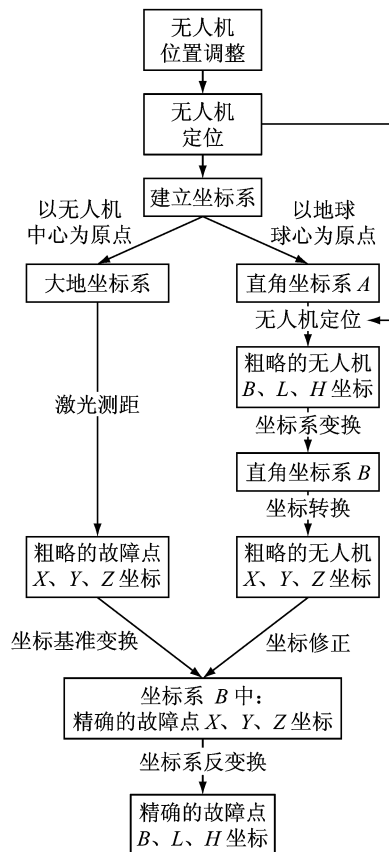 无人机
位置调整
无人机
定位
建立坐标系
以无人机
中心为原点
以地球
球心为原点
大地坐标系
直角坐标系 A
无人机定位
粗略的无人机
B、L、H 坐标
激光测距
坐标系变换
直角坐标系 B
坐标转换
粗略的故障点
X、Y、Z 坐标
粗略的无人机
X、Y、Z 坐标
坐标基准变换
坐标修正
坐标系 B 中：
精确的故障点 X、Y、Z 坐标
坐标系反变换
精确的故障点
B、L、H 坐标